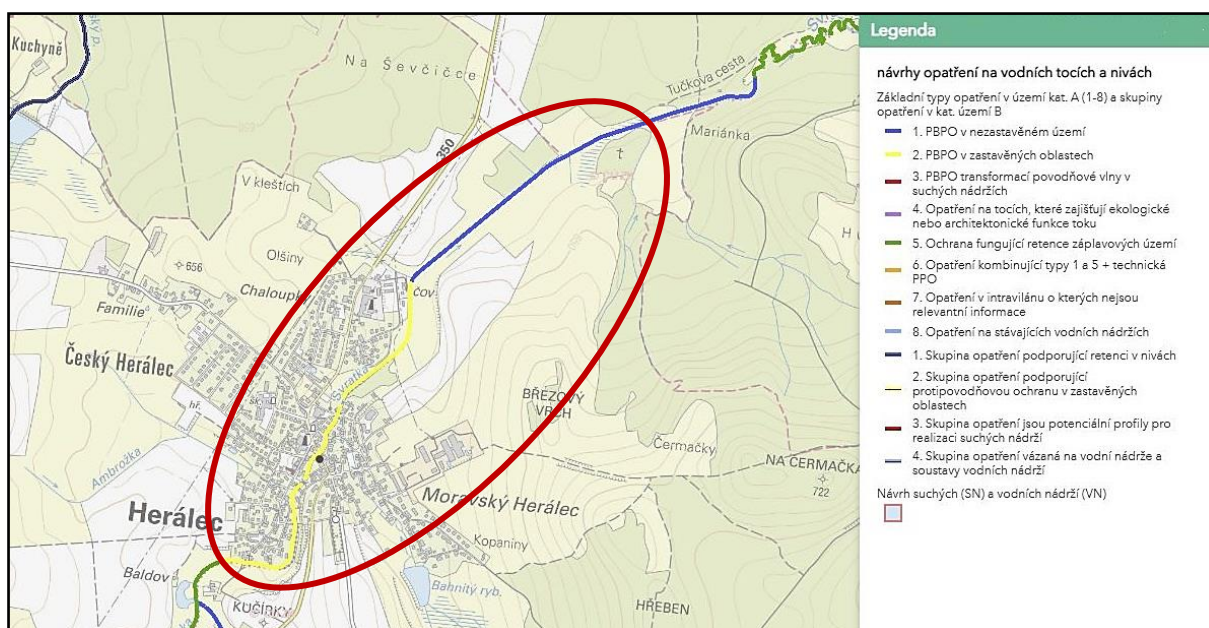 Kuchyně
Na Ševčičce
Tučkova cesta
Mariánka
350
V kleštích
Olšiny
656
Chaloupky
ČOV
Familie
Český Herálec
Svratka
hř.
BŘEZOVÝ
VRCH
Čermačky
Ambrožka
NA ČERMAČKÁ
722
Moravský Herálec
Herálec
Kopaniny
Baldov
Bahnitý ryb.
KUČÍRKY
HŘEBEN
Legenda
návrhy opatření na vodních tocích a nivách
Základní typy opatření v území kat. A (1-8) a skupiny
opatření v kat. území B
1. PBPO v nezastavěném území
2. PBPO v zastavěných oblastech
3. PBPO transformací povodňové vlny v
suchých nádržích
4. Opatření na tocích, které zajišťují ekologické
nebo architektonické funkce toku
5. Ochrana fungující retence záplavových území
6. Opatření kombinující typy 1 a 5 + technická
PPO
7. Opatření v intravilánu o kterých nejsou
relevantní informace
8. Opatření na stávajících vodních nádržích
1. Skupina opatření podporující retenci v nivách
2. Skupina opatření podporující
protipovodňovou ochranu v zastavěných
oblastech
3. Skupina opatření jsou potenciální profily pro
realizaci suchých nádrží
4. Skupina opatření vázaná na vodní nádrže a
soustavy vodních nádrží
Návrh suchých (SN) a vodních nádrží (VN)